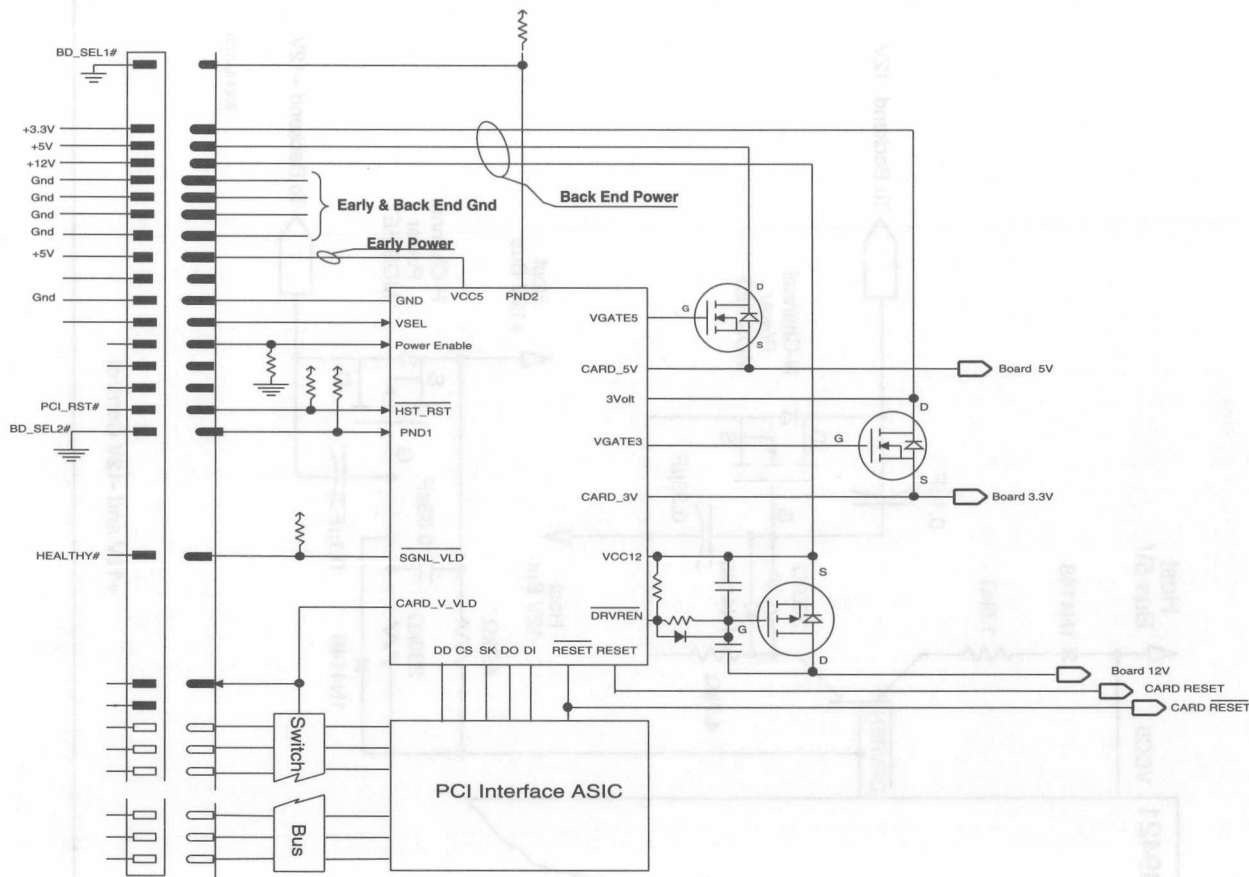 BD_SEL1#
+3.3V
+5V
+12V
Gnd
Gnd
Gnd
Gnd
+5V
Gnd
PCI_RST#
BD_SEL2#
HEALTHY#
Early & Back End Gnd
Early Power
Back End Power
VCC5
PND2
GND
VSEL
Power Enable
HST_RST
PND1
SGNL_VLD
CARD_V_VLD
VGATE5
CARD_5V
3Volt
VGATE3
CARD_3V
VCC12
DRVREN
DD CS SK DO DI RESET RESET
G
D
S
Board 5V
G
D
S
Board 3.3V
S
G
D
Board 12V
CARD RESET
CARD RESET
Switch
Bus
PCI Interface ASIC